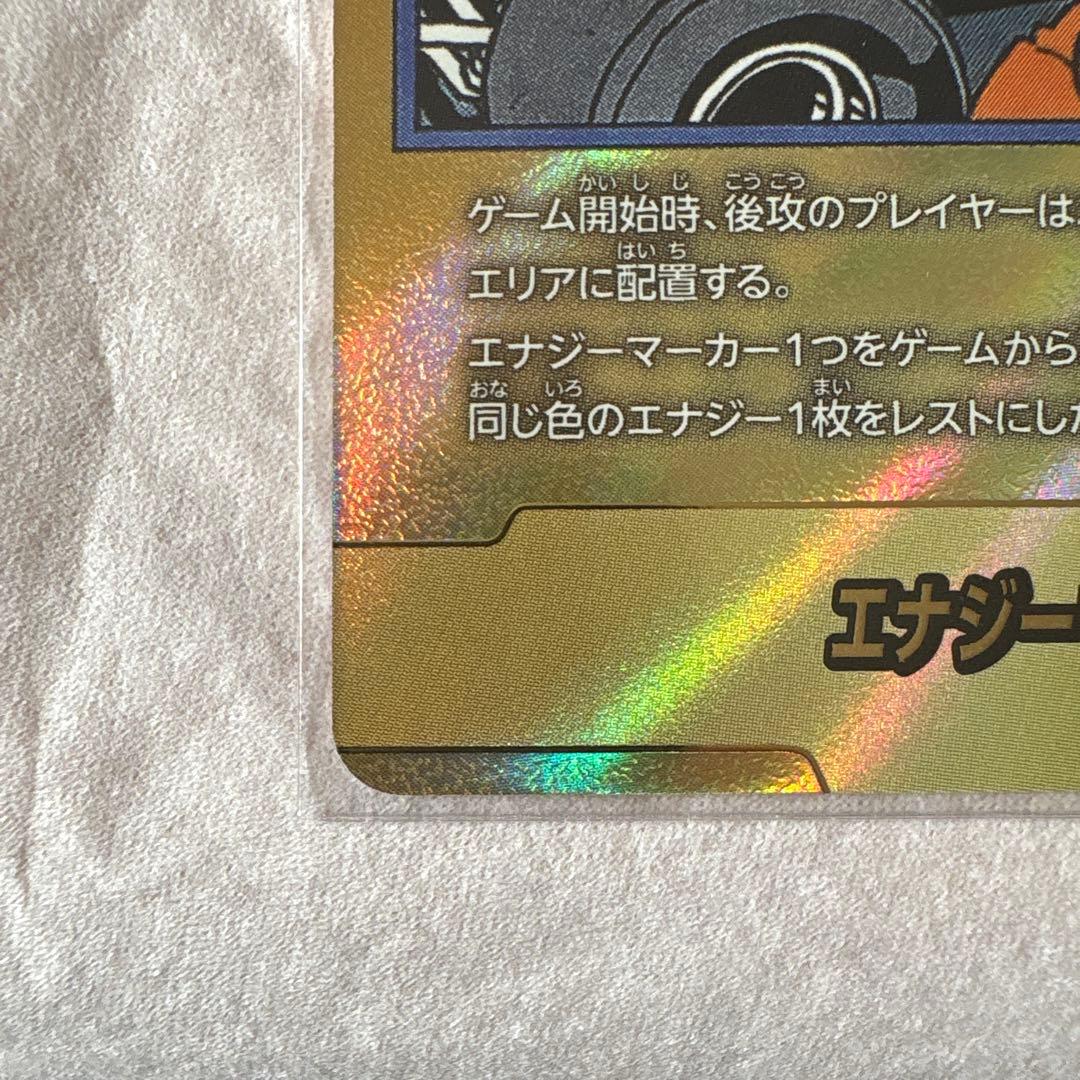 ゲーム開始時、後攻のプレイヤーは、
エリアに配置する。
エナジーマーカー1つをゲームから
同じ色のエナジー1枚をレストにした
エナジー